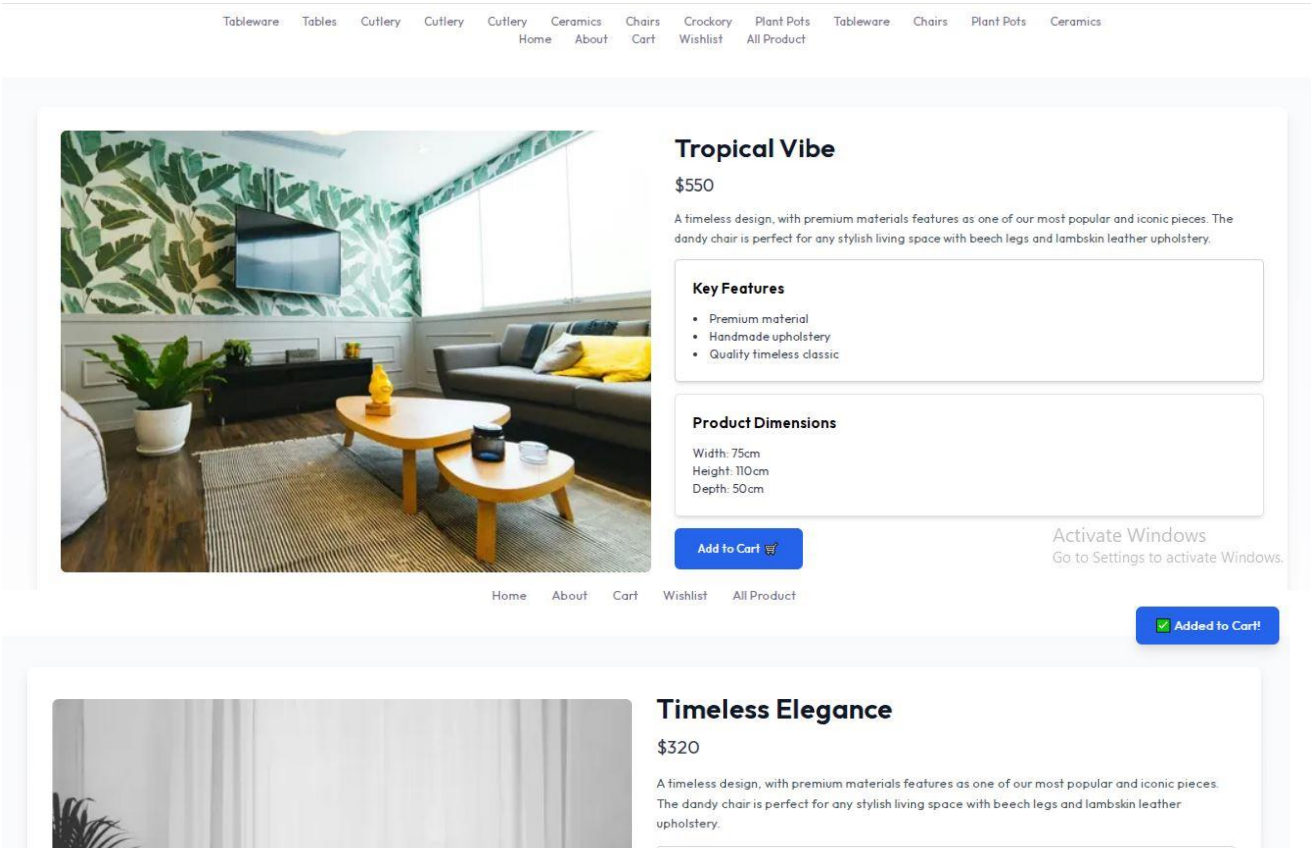 Tableware Tables Cutlery Cutlery Cutlery Ceramics Chairs Crockory Plant Pots Tableware Chairs Plant Pots Ceramics
Home About Cart Wishlist All Product
Tropical Vibe
$550
A timeless design, with premium materials features as one of our most popular and iconic pieces. The
dandy chair is perfect for any stylish living space with beech legs and lambskin leather upholstery.
Key Features
• Premium material
• Handmade upholstery
• Quality timeless classic
Product Dimensions
Width: 75cm
Height: 110cm
Depth: 50cm
Add to Cart 🛒
Activate Windows
Go to Settings to activate Windows.
Home About Cart Wishlist All Product
✅ Added to Cart!
Timeless Elegance
$320
A timeless design, with premium materials features as one of our most popular and iconic pieces.
The dandy chair is perfect for any stylish living space with beech legs and lambskin leather
upholstery.